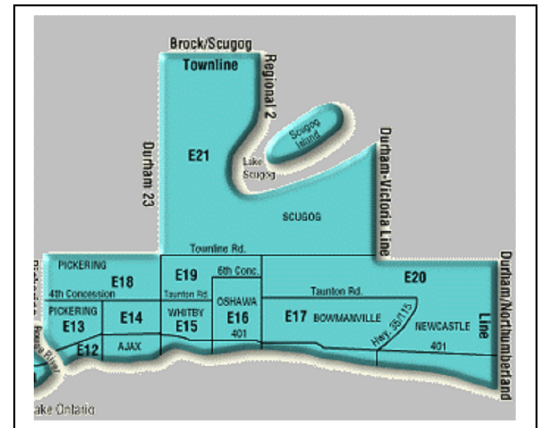 Brock/Scugog
Townline
Regional 2
Scugog
Island
Durham-Victoria Line
E21
Lake
Scugog
Durham 23
SCUGOG
Townline Rd.
PICKERING
E18
E19
6th Conc.
E20
Durham/Northumberland
Line
4th Concession
Taunton Rd.
OSHAWA
Taunton Rd.
PICKERING
E13
E14
WHITBY
E15
E16
401
E17
BOWMANVILLE
Hwy. 35/115
NEWCASTLE
401
E12
AJAX
River
ake Ontario